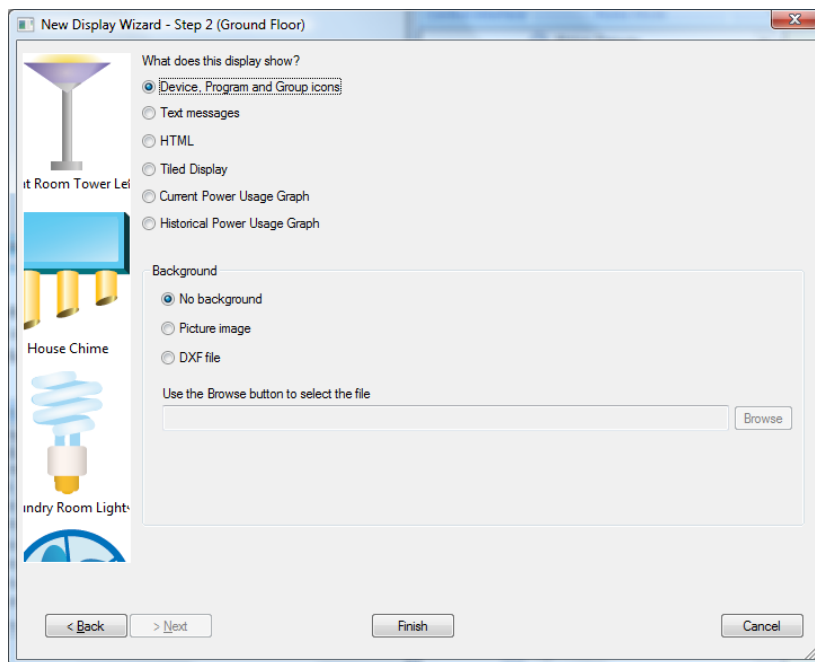 New Display Wizard - Step 2 (Ground Floor)
What does this display show?
Device, Program and Group icons
Text messages
HTML
Tiled Display
Current Power Usage Graph
Historical Power Usage Graph
Room Tower
House Chime
Room Light
Background
No background
Picture image
DXF file
Use the Browse button to select the file
Browse
< Back
> Next
Finish
Cancel